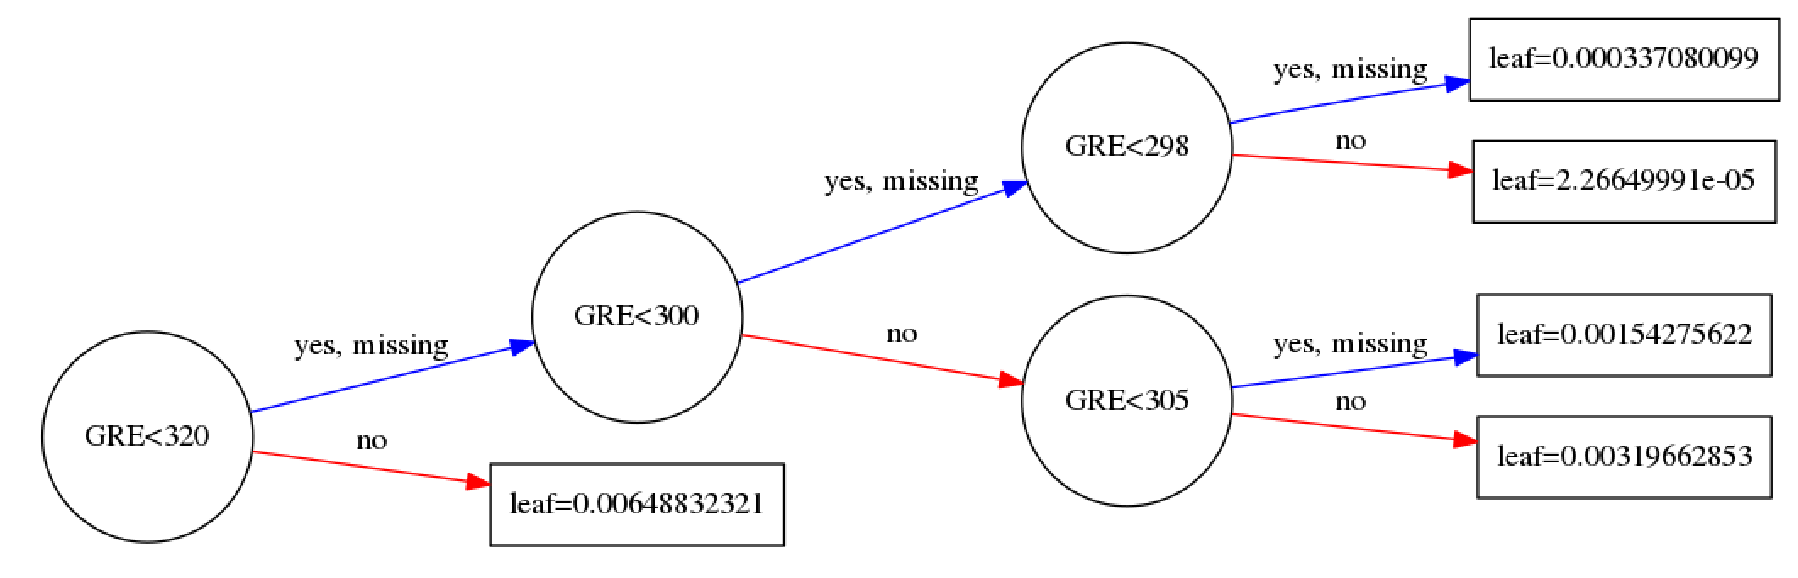 GRE<320
yes, missing
no
leaf=0.00648832321
GRE<300
yes, missing
no
GRE<298
yes, missing
leaf=0.000337080099
no
leaf=2.26649991e-05
GRE<305
yes, missing
leaf=0.00154275622
no
leaf=0.00319662853